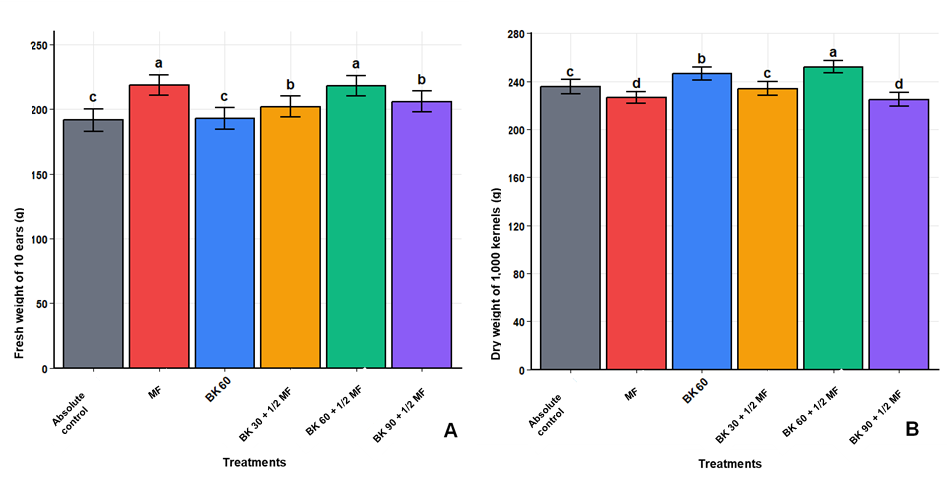 Fresh weight of 10 ears (g)
250
200
150
100
50
0
c
a
c
b
a
b
Absolute
control
MF
BK 60
BK 30 + 1/2 MF
BK 60 + 1/2 MF
BK 90 + 1/2 MF
A
Treatments
Dry weight of 1,000 kernels (g)
280
240
200
160
120
80
40
0
c
d
b
c
a
d
Absolute
control
MF
BK 60
BK 30 + 1/2 MF
BK 60 + 1/2 MF
BK 90 + 1/2 MF
B
Treatments